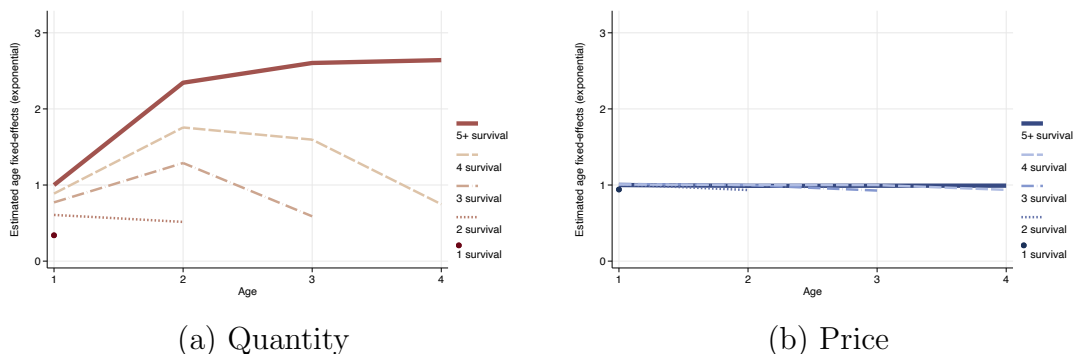 Estimated age fixed-effects (exponential)
3
2
1
0
1 2 3 4
Age
5+ survival
4 survival
3 survival
2 survival
1 survival
(a) Quantity
Estimated age fixed-effects (exponential)
3
2
1
0
1 2 3 4
Age
5+ survival
4 survival
3 survival
2 survival
1 survival
(b) Price